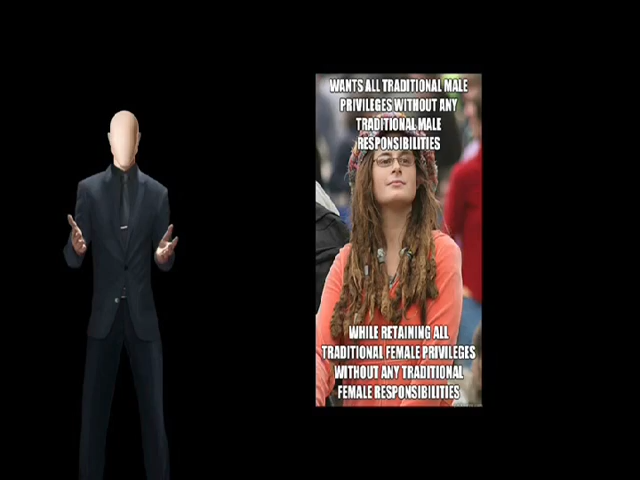 WANTS ALL TRADITIONAL MALE
PRIVILEGES WITHOUT ANY
TRADITIONAL MALE
RESPONSIBILITIES
WHILE RETAINING ALL
TRADITIONAL FEMALE PRIVILEGES
WITHOUT ANY TRADITIONAL
FEMALE RESPONSIBILITIES